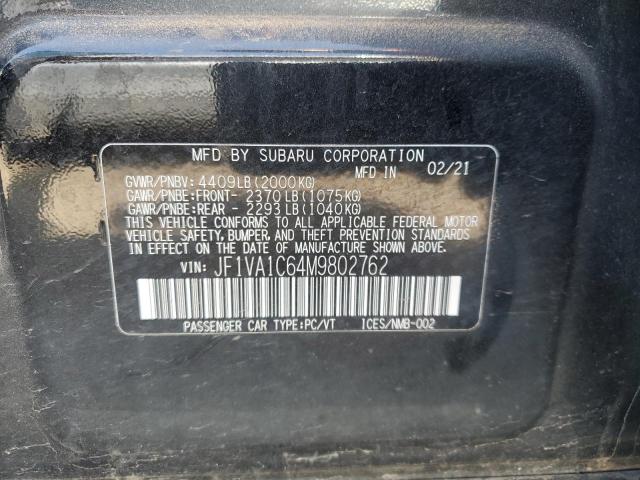 MFD BY SUBARU CORPORATION
MFD IN 02/21
GVWR/PNBV: 4409LB(2000KG)
GAWR/PNBE:FRONT- 2370LB(1075KG)
GAWR/PNBE:REAR - 2293LB(1040KG)
THIS VEHICLE CONFORMS TO ALL APPLICABLE FEDERAL MOTOR
VEHICLE SAFETY, BUMPER, AND THEFT PREVENTION STANDARDS
IN EFFECT ON THE DATE OF MANUFACTURE SHOWN ABOVE.
VIN: JF1VA1C64M9802762
PASSENGER CAR TYPE:PC/VT ICES/NMB-002